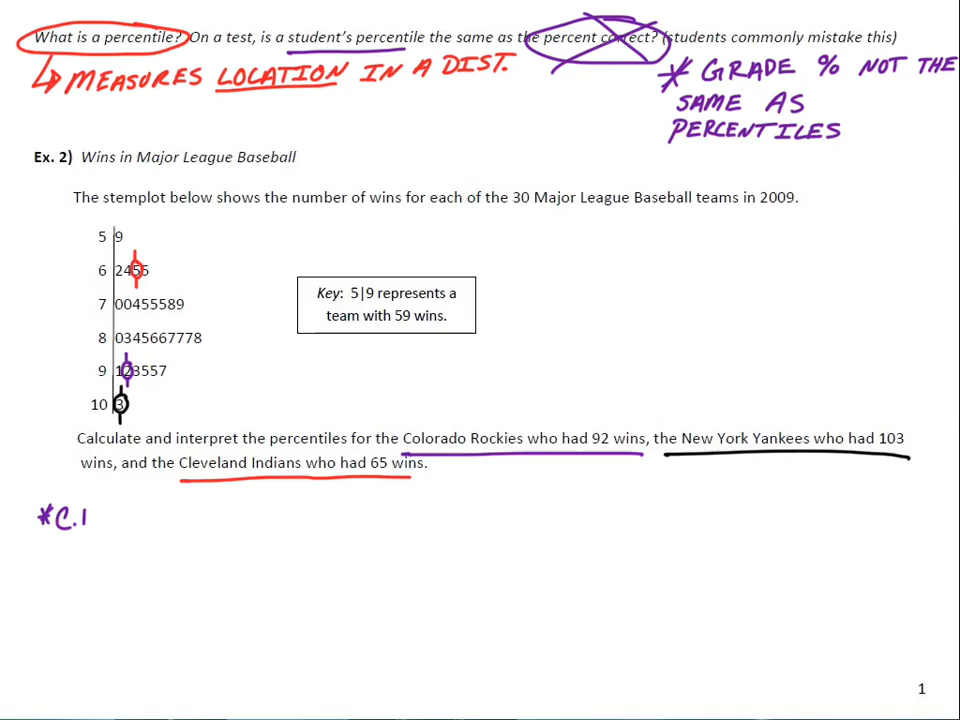 What is a percentile? On a test, is a student's percentile the same as the percent correct? (students commonly mistake this)
MEASURES LOCATION IN A DIST.
* GRADE % NOT THE
SAME AS
PERCENTILES
Ex. 2) Wins in Major League Baseball
The stemplot below shows the number of wins for each of the 30 Major League Baseball teams in 2009.
5 9
6 2455
7 00455589
8 0345667778
9 123557
10 3
Key: 5|9 represents a
team with 59 wins.
Calculate and interpret the percentiles for the Colorado Rockies who had 92 wins, the New York Yankees who had 103
wins, and the Cleveland Indians who had 65 wins.
*C.I
1